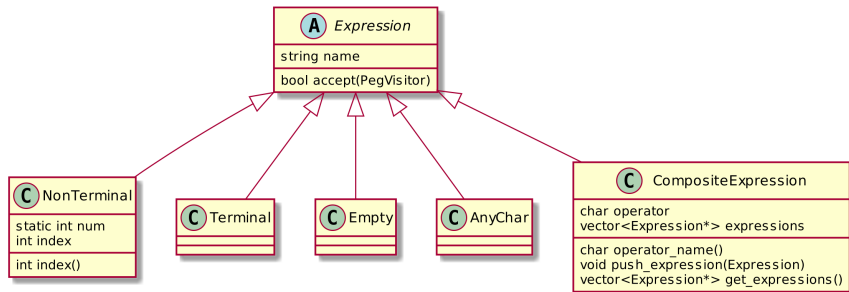 A Expression
string name
bool accept(PegVisitor)
C NonTerminal
static int num
int index
int index()
C Terminal
C Empty
C AnyChar
C CompositeExpression
char operator
vector<Expression*> expressions
char operator_name()
void push_expression(Expression)
vector<Expression*> get_expressions()